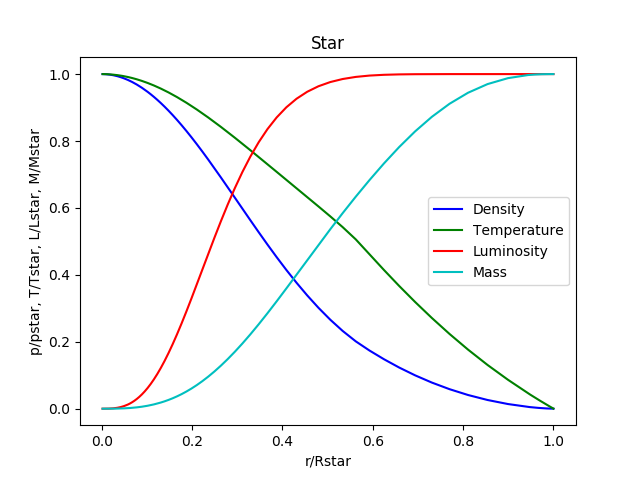 Star
p/pstar, T/Tstar, L/Lstar, M/Mstar
1.0
0.8
0.6
0.4
0.2
0.0
Density
Temperature
Luminosity
Mass
0.0 0.2 0.4 0.6 0.8 1.0
r/Rstar